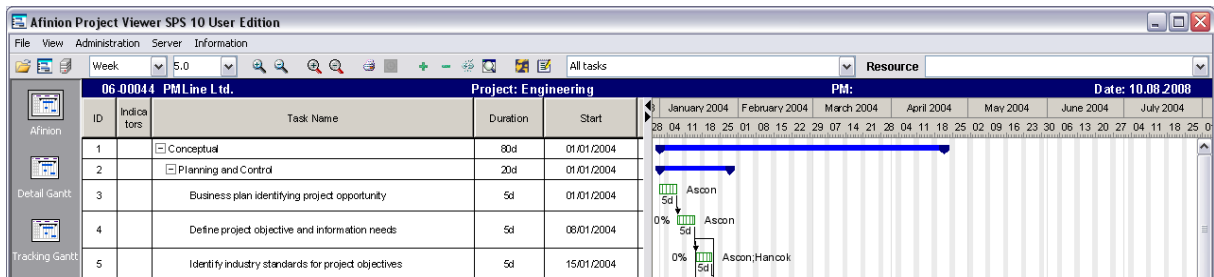 Afinion Project Viewer SPS 10 User Edition
File View Administration Server Information
Week 5.0 All tasks Resource
06-00044 PMLine Ltd. Project: Engineering PM: Date: 10.08.2008
Afinion
Detail Gantt
Tracking Gantt
ID Indica tors Task Name Duration Start
January 2004 February 2004 March 2004 April 2004 May 2004 June 2004 July 2004
28 04 11 18 25 01 08 15 22 29 07 14 21 28 04 11 18 25 02 09 16 23 30 06 13 20 27 04 11 18 25
1 Conceptual 80d 01/01/2004
2 Planning and Control 20d 01/01/2004
3 Business plan identifying project opportunity 5d 01/01/2004 5d Ascon
4 Define project objective and information needs 5d 08/01/2004 0% 5d Ascon
5 Identify industry standards for project objectives 5d 15/01/2004 0% 5d Ascon;Hancok